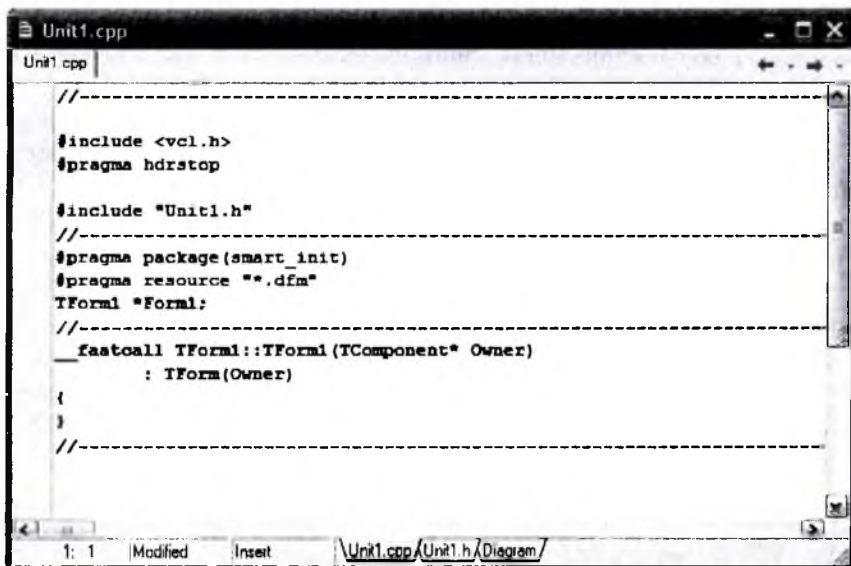 Unit1.cpp
Unit1.cpp
//---------------------------------------------------------------------------
#include <vcl.h>
#pragma hdrstop
#include "Unit1.h"
//---------------------------------------------------------------------------
#pragma package(smart_init)
#pragma resource "*.dfm"
TForm1 *Form1;
//---------------------------------------------------------------------------
__fastcall TForm1::TForm1(TComponent* Owner)
: TForm(Owner)
{
}
//---------------------------------------------------------------------------
1: 1 Modified Insert Unit1.cpp Unit1.h Diagram